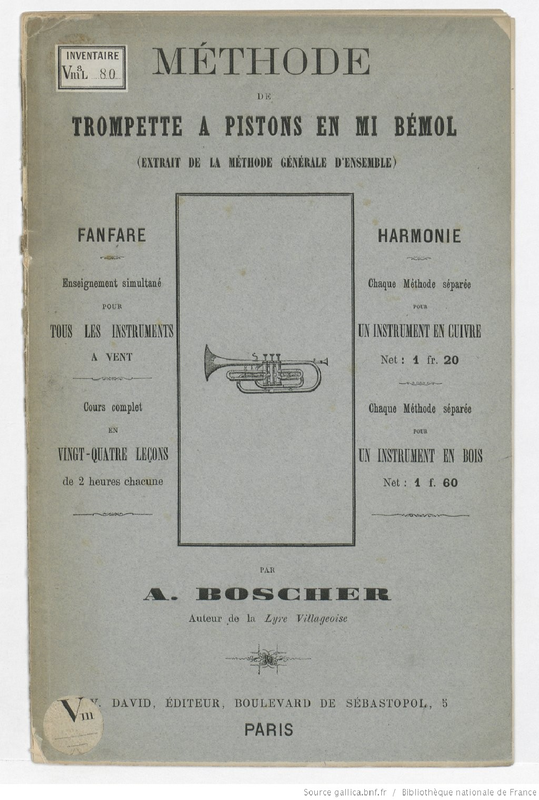 INVENTAIRE
80
MÉTHODE
DE
TROMPETTE A PISTONS EN MI BÉMOL
(EXTRAIT DE LA MÉTHODE GÉNÉRALE D'ENSEMBLE)
FANFARE
Enseignement simultané
POUR
TOUS LES INSTRUMENTS
A VENT
Cours complet
EN
VINGT-QUATRE LEÇONS
de 2 heures chacune
HARMONIE
Chaque Méthode séparée
POUR
UN INSTRUMENT EN CUIVRE
Net : 1 fr. 20
Chaque Méthode séparée
POUR
UN INSTRUMENT EN BOIS
Net : 1 f. 60
PAR
A. BOSCHER
Auteur de la Lyre Villageoise
Vm
DAVID, ÉDITEUR, BOULEVARD DE SÉBASTOPOL, 5
PARIS
Source gallica.bnf.fr / Bibliothèque nationale de France